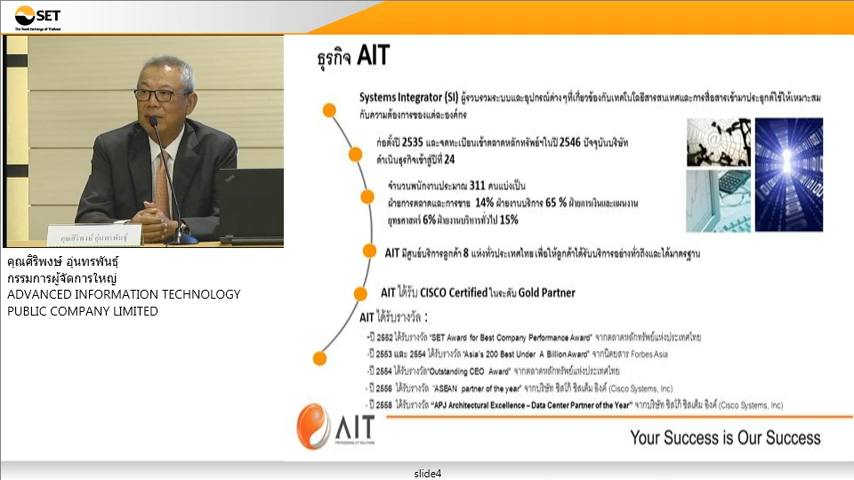 SET
The Stock Exchange of Thailand
คุณศิริพงษ์ อุ่นทรพันธุ์
คุณศิริพงษ์ อุ่นทรพันธุ์
กรรมการผู้จัดการใหญ่
ADVANCED INFORMATION TECHNOLOGY
PUBLIC COMPANY LIMITED
ธุรกิจ AIT
Systems Integrator (SI) ผู้รวบรวมระบบและอุปกรณ์ต่างๆที่เกี่ยวข้องกับเทคโนโลยีสารสนเทศและการสื่อสารเข้ามาประยุกต์ใช้ให้เหมาะสม
กับความต้องการของแต่ละองค์กร
ก่อตั้งปี 2535 และจดทะเบียนเข้าตลาดหลักทรัพย์ฯในปี 2546 ปัจจุบันบริษัท
ดำเนินธุรกิจเข้าสู่ปีที่ 24
จำนวนพนักงานประมาณ 311 คนแบ่งเป็น
ฝ่ายการตลาดและการขาย 14% ฝ่ายงานบริการ 65 % ฝ่ายการเงินและแผนงาน
ยุทธศาสตร์ 6% ฝ่ายงานบริหารทั่วไป 15%
AIT มีศูนย์บริการลูกค้า 8 แห่งทั่วประเทศไทย เพื่อให้ลูกค้าได้รับบริการอย่างทั่วถึงและได้มาตรฐาน
AIT ได้รับ CISCO Certified ในระดับ Gold Partner
AIT ได้รับรางวัล :
-ปี 2552 ได้รับรางวัล "SET Award for Best Company Performance Award" จากตลาดหลักทรัพย์แห่งประเทศไทย
-ปี 2553 และ 2554 ได้รับรางวัล "Asia's 200 Best Under A Billion Award" จากนิตยสาร Forbes Asia
-ปี 2554 ได้รับรางวัล "Outstanding CEO Award" จากตลาดหลักทรัพย์แห่งประเทศไทย
-ปี 2556 ได้รับรางวัล "ASEAN partner of the year" จากบริษัท ซิสโก้ ซิสเต็ม อิงค์ (Cisco Systems, Inc)
-ปี 2558 ได้รับรางวัล "APJ Architectural Excellence – Data Center Partner of the Year" จากบริษัท ซิสโก้ ซิสเต็ม อิงค์ (Cisco Systems, Inc)
AIT
Your Success is Our Success
slide4